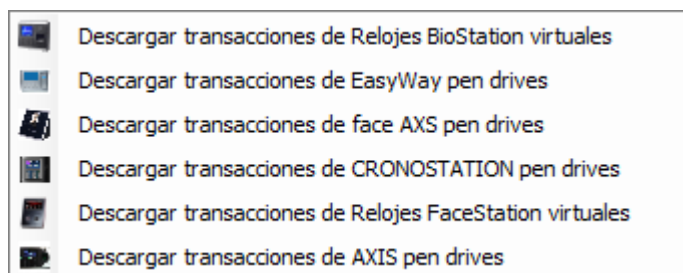 Descargar transacciones de Relojes BioStation virtuales
Descargar transacciones de EasyWay pen drives
Descargar transacciones de face AXS pen drives
Descargar transacciones de CRONOSTATION pen drives
Descargar transacciones de Relojes FaceStation virtuales
Descargar transacciones de AXIS pen drives